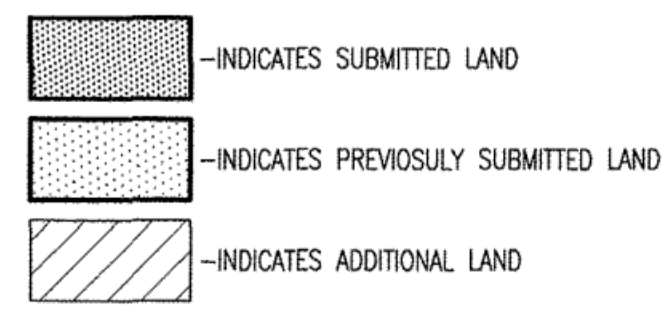 -INDICATES SUBMITTED LAND
-INDICATES PREVIOSULY SUBMITTED LAND
-INDICATES ADDITIONAL LAND